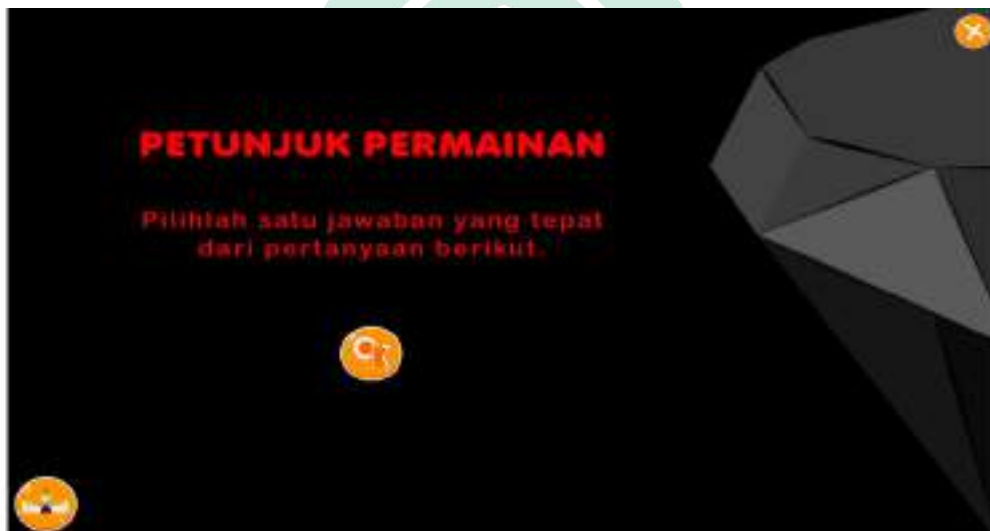 PETUNJUK PERMAINAN
Pilihlah satu jawaban yang tepat
dari pertanyaan berikut.